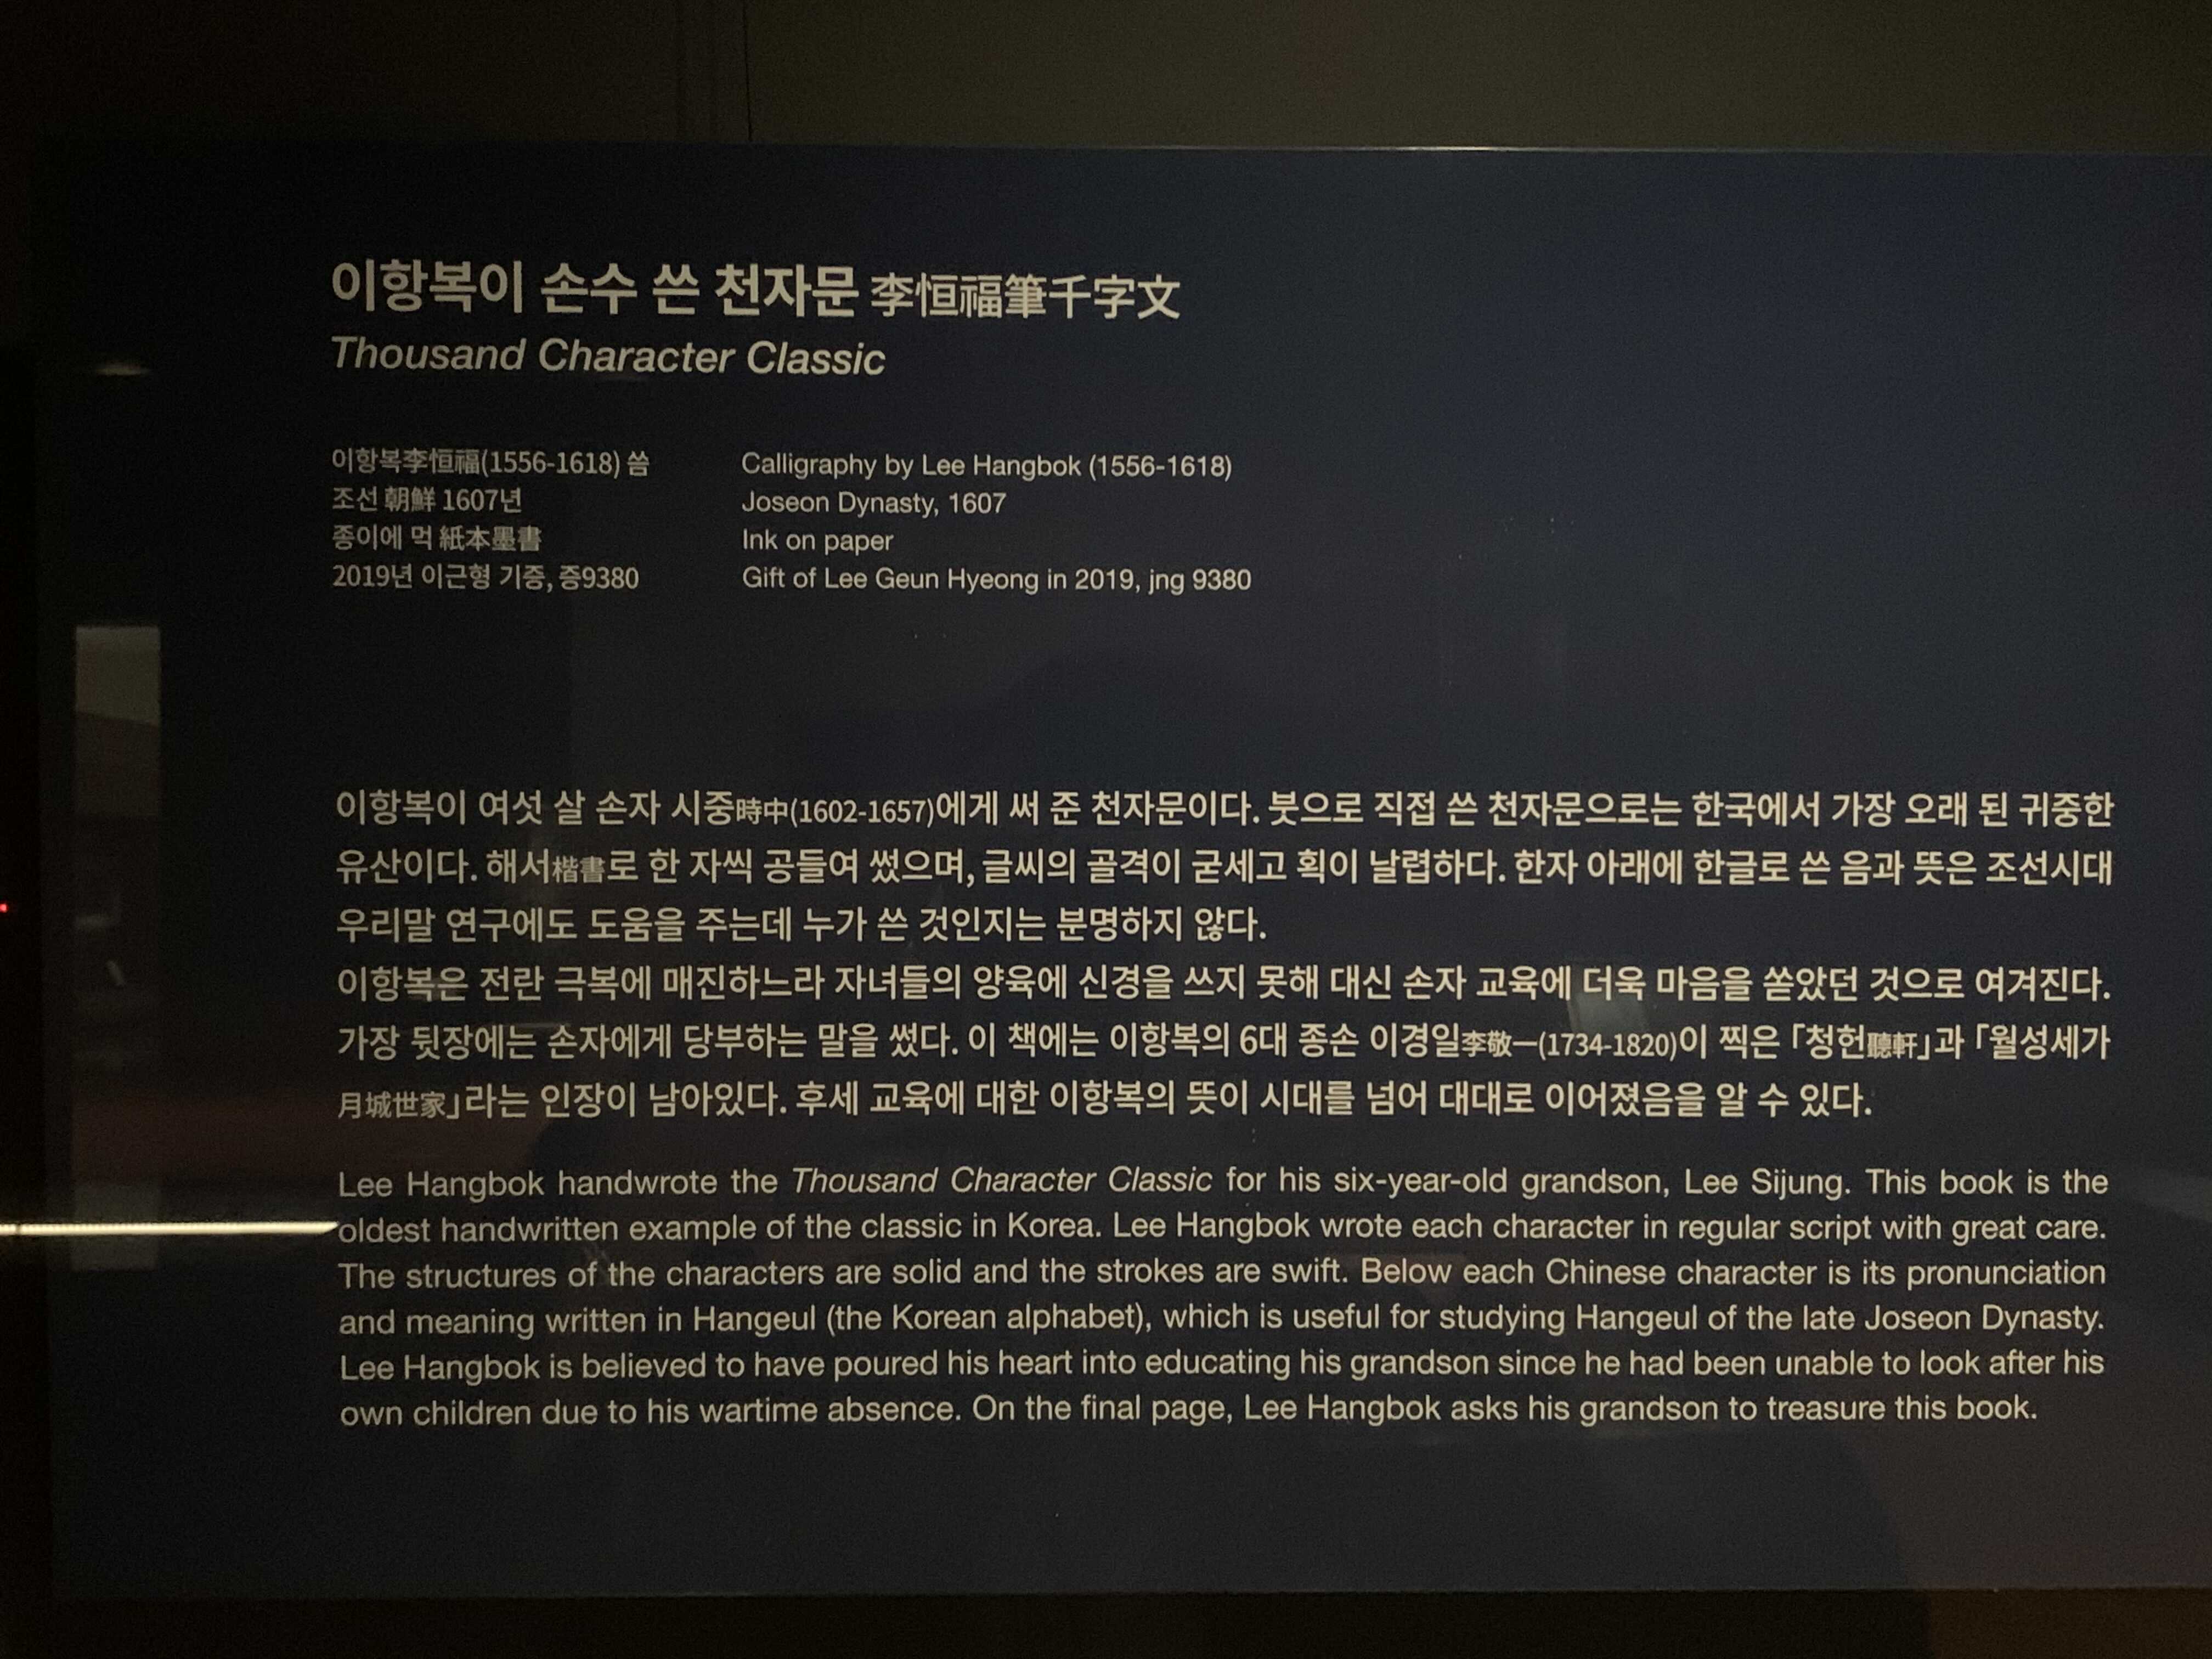 이항복이 손수 쓴 천자문 李恒福筆千字文
Thousand Character Classic
이항복李恒福(1556-1618) 씀
조선 朝鮮 1607년
종이에 먹 紙本墨書
2019년 이근형 기증, 증9380
Calligraphy by Lee Hangbok (1556-1618)
Joseon Dynasty, 1607
Ink on paper
Gift of Lee Geun Hyeong in 2019, jng 9380
이항복이 여섯 살 손자 시중時中(1602-1657)에게 써 준 천자문이다. 붓으로 직접 쓴 천자문으로는 한국에서 가장 오래 된 귀중한
유산이다. 해서楷書로 한 자씩 공들여 썼으며, 글씨의 골격이 굳세고 획이 날렵하다. 한자 아래에 한글로 쓴 음과 뜻은 조선시대
우리말 연구에도 도움을 주는데 누가 쓴 것인지는 분명하지 않다.
이항복은 전란 극복에 매진하느라 자녀들의 양육에 신경을 쓰지 못해 대신 손자 교육에 더욱 마음을 쏟았던 것으로 여겨진다.
가장 뒷장에는 손자에게 당부하는 말을 썼다. 이 책에는 이항복의 6대 종손 이경일李敬一(1734-1820)이 찍은 「청헌聽軒」과 「월성세가
月城世家」라는 인장이 남아있다. 후세 교육에 대한 이항복의 뜻이 시대를 넘어 대대로 이어졌음을 알 수 있다.
Lee Hangbok handwrote the Thousand Character Classic for his six-year-old grandson, Lee Sijung. This book is the
oldest handwritten example of the classic in Korea. Lee Hangbok wrote each character in regular script with great care.
The structures of the characters are solid and the strokes are swift. Below each Chinese character is its pronunciation
and meaning written in Hangeul (the Korean alphabet), which is useful for studying Hangeul of the late Joseon Dynasty.
Lee Hangbok is believed to have poured his heart into educating his grandson since he had been unable to look after his
own children due to his wartime absence. On the final page, Lee Hangbok asks his grandson to treasure this book.